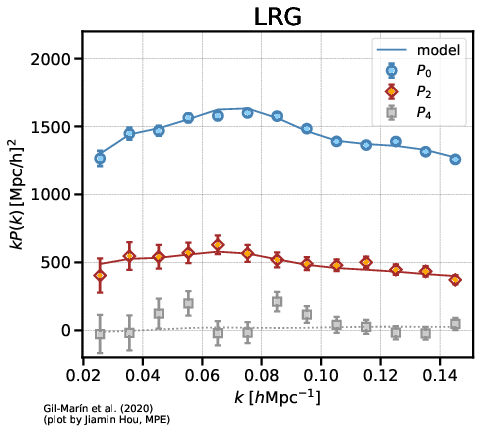 LRG
2000
1500
1000
500
0
kP(k) [Mpc/h]²
model
P₀
P₂
P₄
0.02 0.04 0.06 0.08 0.10 0.12 0.14
k [hMpc⁻¹]
Gil-Marín et al. (2020)
(plot by Jiamin Hou, MPE)